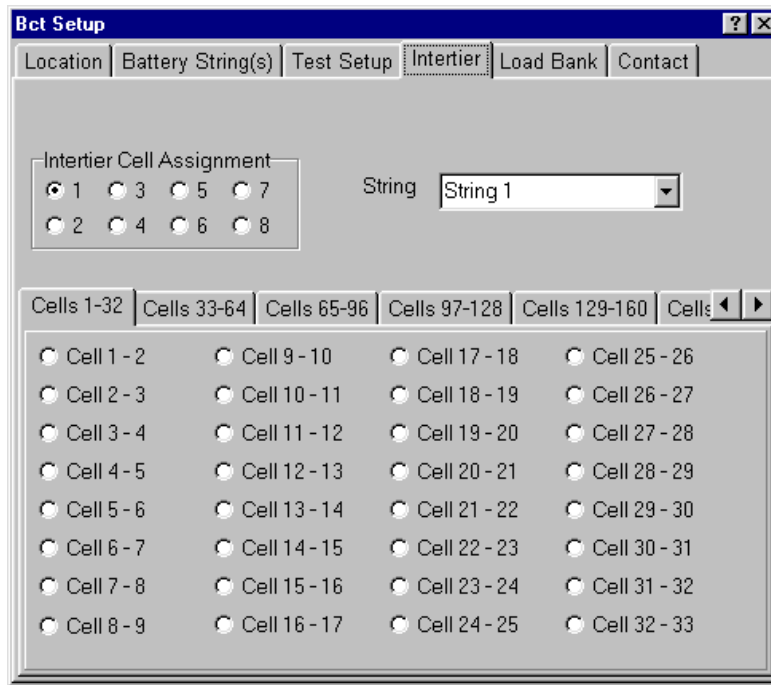 Bct Setup ? X
Location Battery String(s) Test Setup Intertier Load Bank Contact
Intertier Cell Assignment
1 3 5 7
2 4 6 8
String String 1
Cells 1-32 Cells 33-64 Cells 65-96 Cells 97-128 Cells 129-160 Cells
Cell 1 - 2 Cell 9 - 10 Cell 17 - 18 Cell 25 - 26
Cell 2 - 3 Cell 10 - 11 Cell 18 - 19 Cell 26 - 27
Cell 3 - 4 Cell 11 - 12 Cell 19 - 20 Cell 27 - 28
Cell 4 - 5 Cell 12 - 13 Cell 20 - 21 Cell 28 - 29
Cell 5 - 6 Cell 13 - 14 Cell 21 - 22 Cell 29 - 30
Cell 6 - 7 Cell 14 - 15 Cell 22 - 23 Cell 30 - 31
Cell 7 - 8 Cell 15 - 16 Cell 23 - 24 Cell 31 - 32
Cell 8 - 9 Cell 16 - 17 Cell 24 - 25 Cell 32 - 33